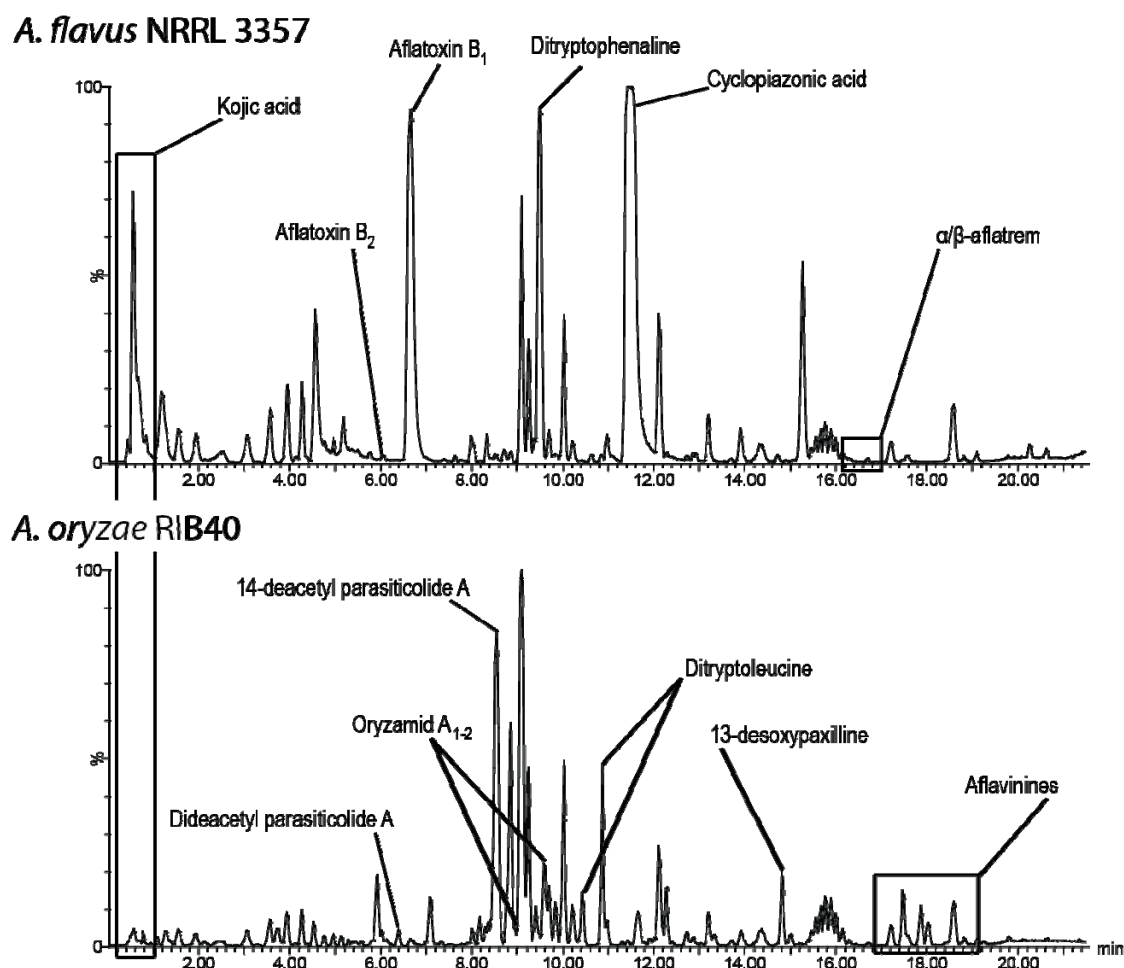 A. flavus NRRL 3357
Aflatoxin B1
Ditryptophenaline
Cyclopiazonic acid
100
Kojic acid
Aflatoxin B2
α/β-aflatrem
%
0
2.00 4.00 6.00 8.00 10.00 12.00 14.00 16.00 18.00 20.00
A. oryzae RIB40
100
14-deacetyl parasiticolide A
Ditryptoleucine
Oryzamid A1-2
13-desoxypaxilline
%
Aflavinines
Dideacetyl parasiticolide A
0
min
2.00 4.00 6.00 8.00 10.00 12.00 14.00 16.00 18.00 20.00